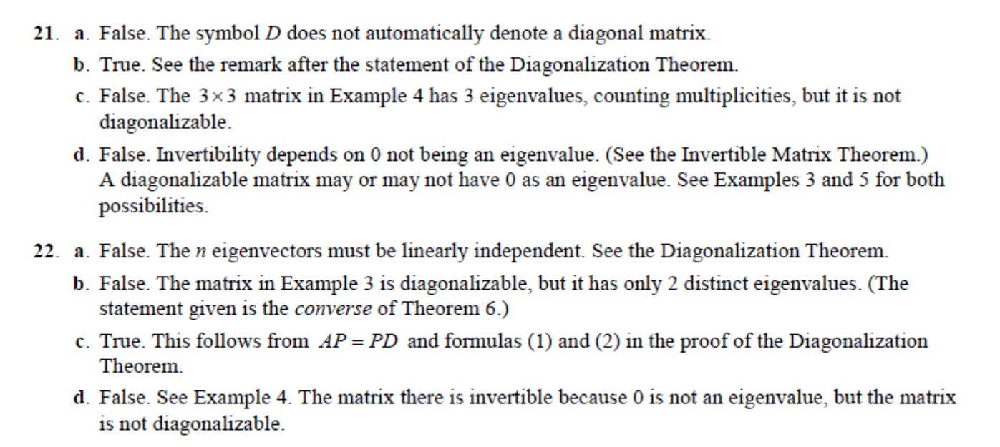 21. a. False. The symbol D does not automatically denote a diagonal matrix.
b. True. See the remark after the statement of the Diagonalization Theorem.
c. False. The 3×3 matrix in Example 4 has 3 eigenvalues, counting multiplicities, but it is not
diagonalizable.
d. False. Invertibility depends on 0 not being an eigenvalue. (See the Invertible Matrix Theorem.)
A diagonalizable matrix may or may not have 0 as an eigenvalue. See Examples 3 and 5 for both
possibilities.
22. a. False. The n eigenvectors must be linearly independent. See the Diagonalization Theorem.
b. False. The matrix in Example 3 is diagonalizable, but it has only 2 distinct eigenvalues. (The
statement given is the converse of Theorem 6.)
c. True. This follows from AP = PD and formulas (1) and (2) in the proof of the Diagonalization
Theorem.
d. False. See Example 4. The matrix there is invertible because 0 is not an eigenvalue, but the matrix
is not diagonalizable.